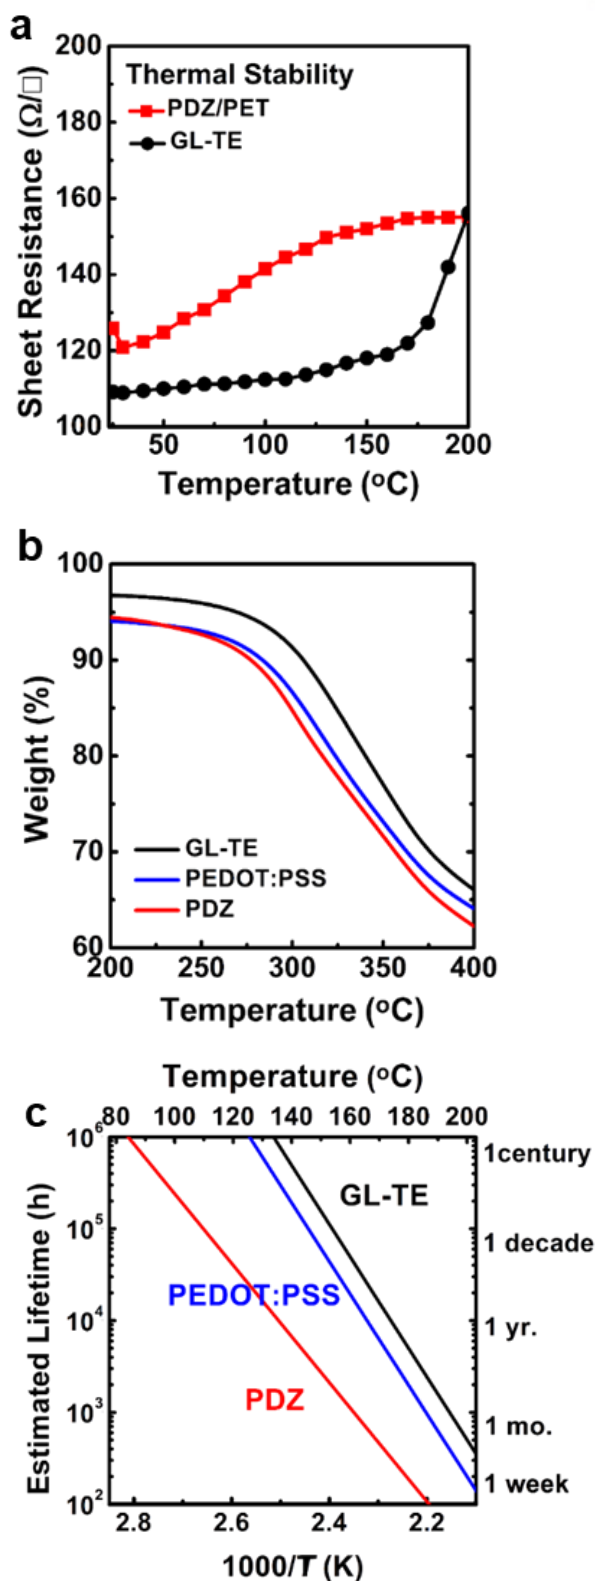 a
200
180
160
140
120
100
Sheet Resistance (Ω/□)
Thermal Stability
PDZ/PET
GL-TE
50 100 150 200
Temperature (ºC)
b
100
90
80
70
60
Weight (%)
GL-TE
PEDOT:PSS
PDZ
200 250 300 350 400
Temperature (ºC)
Temperature (ºC)
c
80 100 120 140 160 180 200
10⁶
10⁵
10⁴
10³
10²
Estimated Lifetime (h)
GL-TE
PEDOT:PSS
PDZ
1century
1 decade
1 yr.
1 mo.
1 week
2.8 2.6 2.4 2.2
1000/T (K)